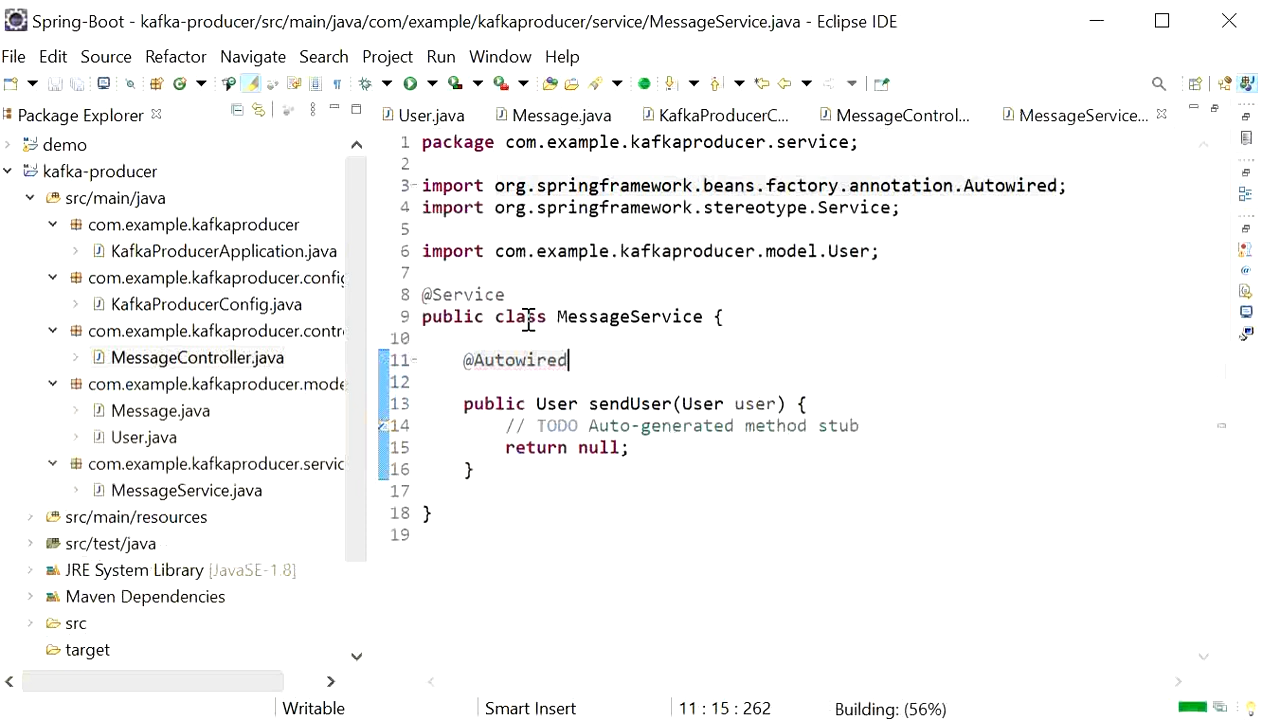 Spring-Boot - kafka-producer/src/main/java/com/example/kafkaproducer/service/MessageService.java - Eclipse IDE
File Edit Source Refactor Navigate Search Project Run Window Help
Package Explorer
demo
kafka-producer
src/main/java
com.example.kafkaproducer
KafkaProducerApplication.java
com.example.kafkaproducer.config
KafkaProducerConfig.java
com.example.kafkaproducer.contro
MessageController.java
com.example.kafkaproducer.mode
Message.java
User.java
com.example.kafkaproducer.servic
MessageService.java
src/main/resources
src/test/java
JRE System Library [JavaSE-1.8]
Maven Dependencies
src
target
User.java Message.java KafkaProducerC... MessageControl... MessageService...
1 package com.example.kafkaproducer.service;
2
3 import org.springframework.beans.factory.annotation.Autowired;
4 import org.springframework.stereotype.Service;
5
6 import com.example.kafkaproducer.model.User;
7
8 @Service
9 public class MessageService {
10
11 @Autowired
12
13 public User sendUser(User user) {
14 // TODO Auto-generated method stub
15 return null;
16 }
17
18 }
19
Writable Smart Insert 11 : 15 : 262 Building: (56%)